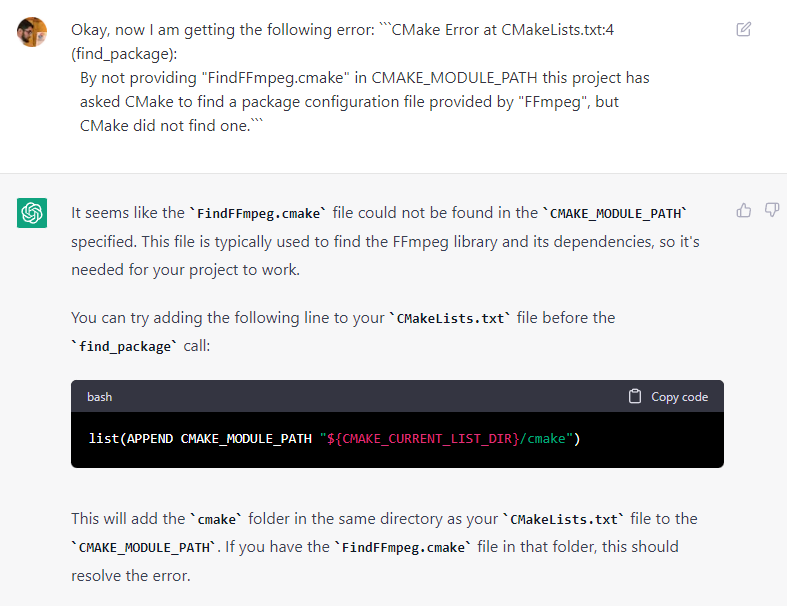 Okay, now I am getting the following error: ```CMake Error at CMakeLists.txt:4
(find_package):
By not providing "FindFFmpeg.cmake" in CMAKE_MODULE_PATH this project has
asked CMake to find a package configuration file provided by "FFmpeg", but
CMake did not find one.```
It seems like the `FindFFmpeg.cmake` file could not be found in the `CMAKE_MODULE_PATH`
specified. This file is typically used to find the FFmpeg library and its dependencies, so it's
needed for your project to work.
You can try adding the following line to your `CMakeLists.txt` file before the
`find_package` call:
bash
Copy code
list(APPEND CMAKE_MODULE_PATH "${CMAKE_CURRENT_LIST_DIR}/cmake")
This will add the `cmake` folder in the same directory as your `CMakeLists.txt` file to the
`CMAKE_MODULE_PATH`. If you have the `FindFFmpeg.cmake` file in that folder, this should
resolve the error.